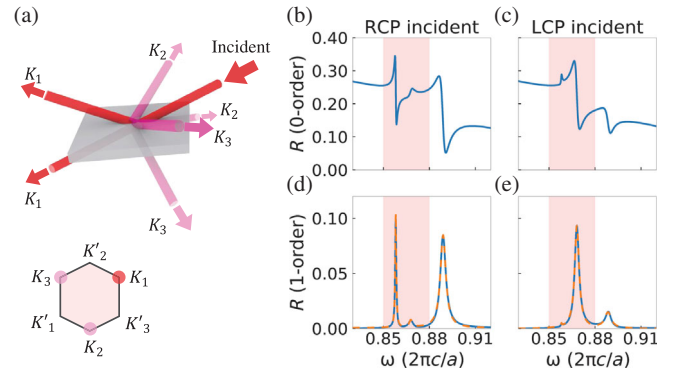 (a)
Incident
K₁
K₂
K₂
K₃
K₁
K₃
K'₂
K₃
K₁
K'₁
K'₃
K₂
(b)
RCP incident
(c)
LCP incident
R (0-order)
0.40
0.30
0.20
0.10
0.00
(d)
(e)
R (1-order)
0.10
0.05
0.00
0.85 0.88 0.91
0.85 0.88 0.91
ω (2πc/a)
ω (2πc/a)